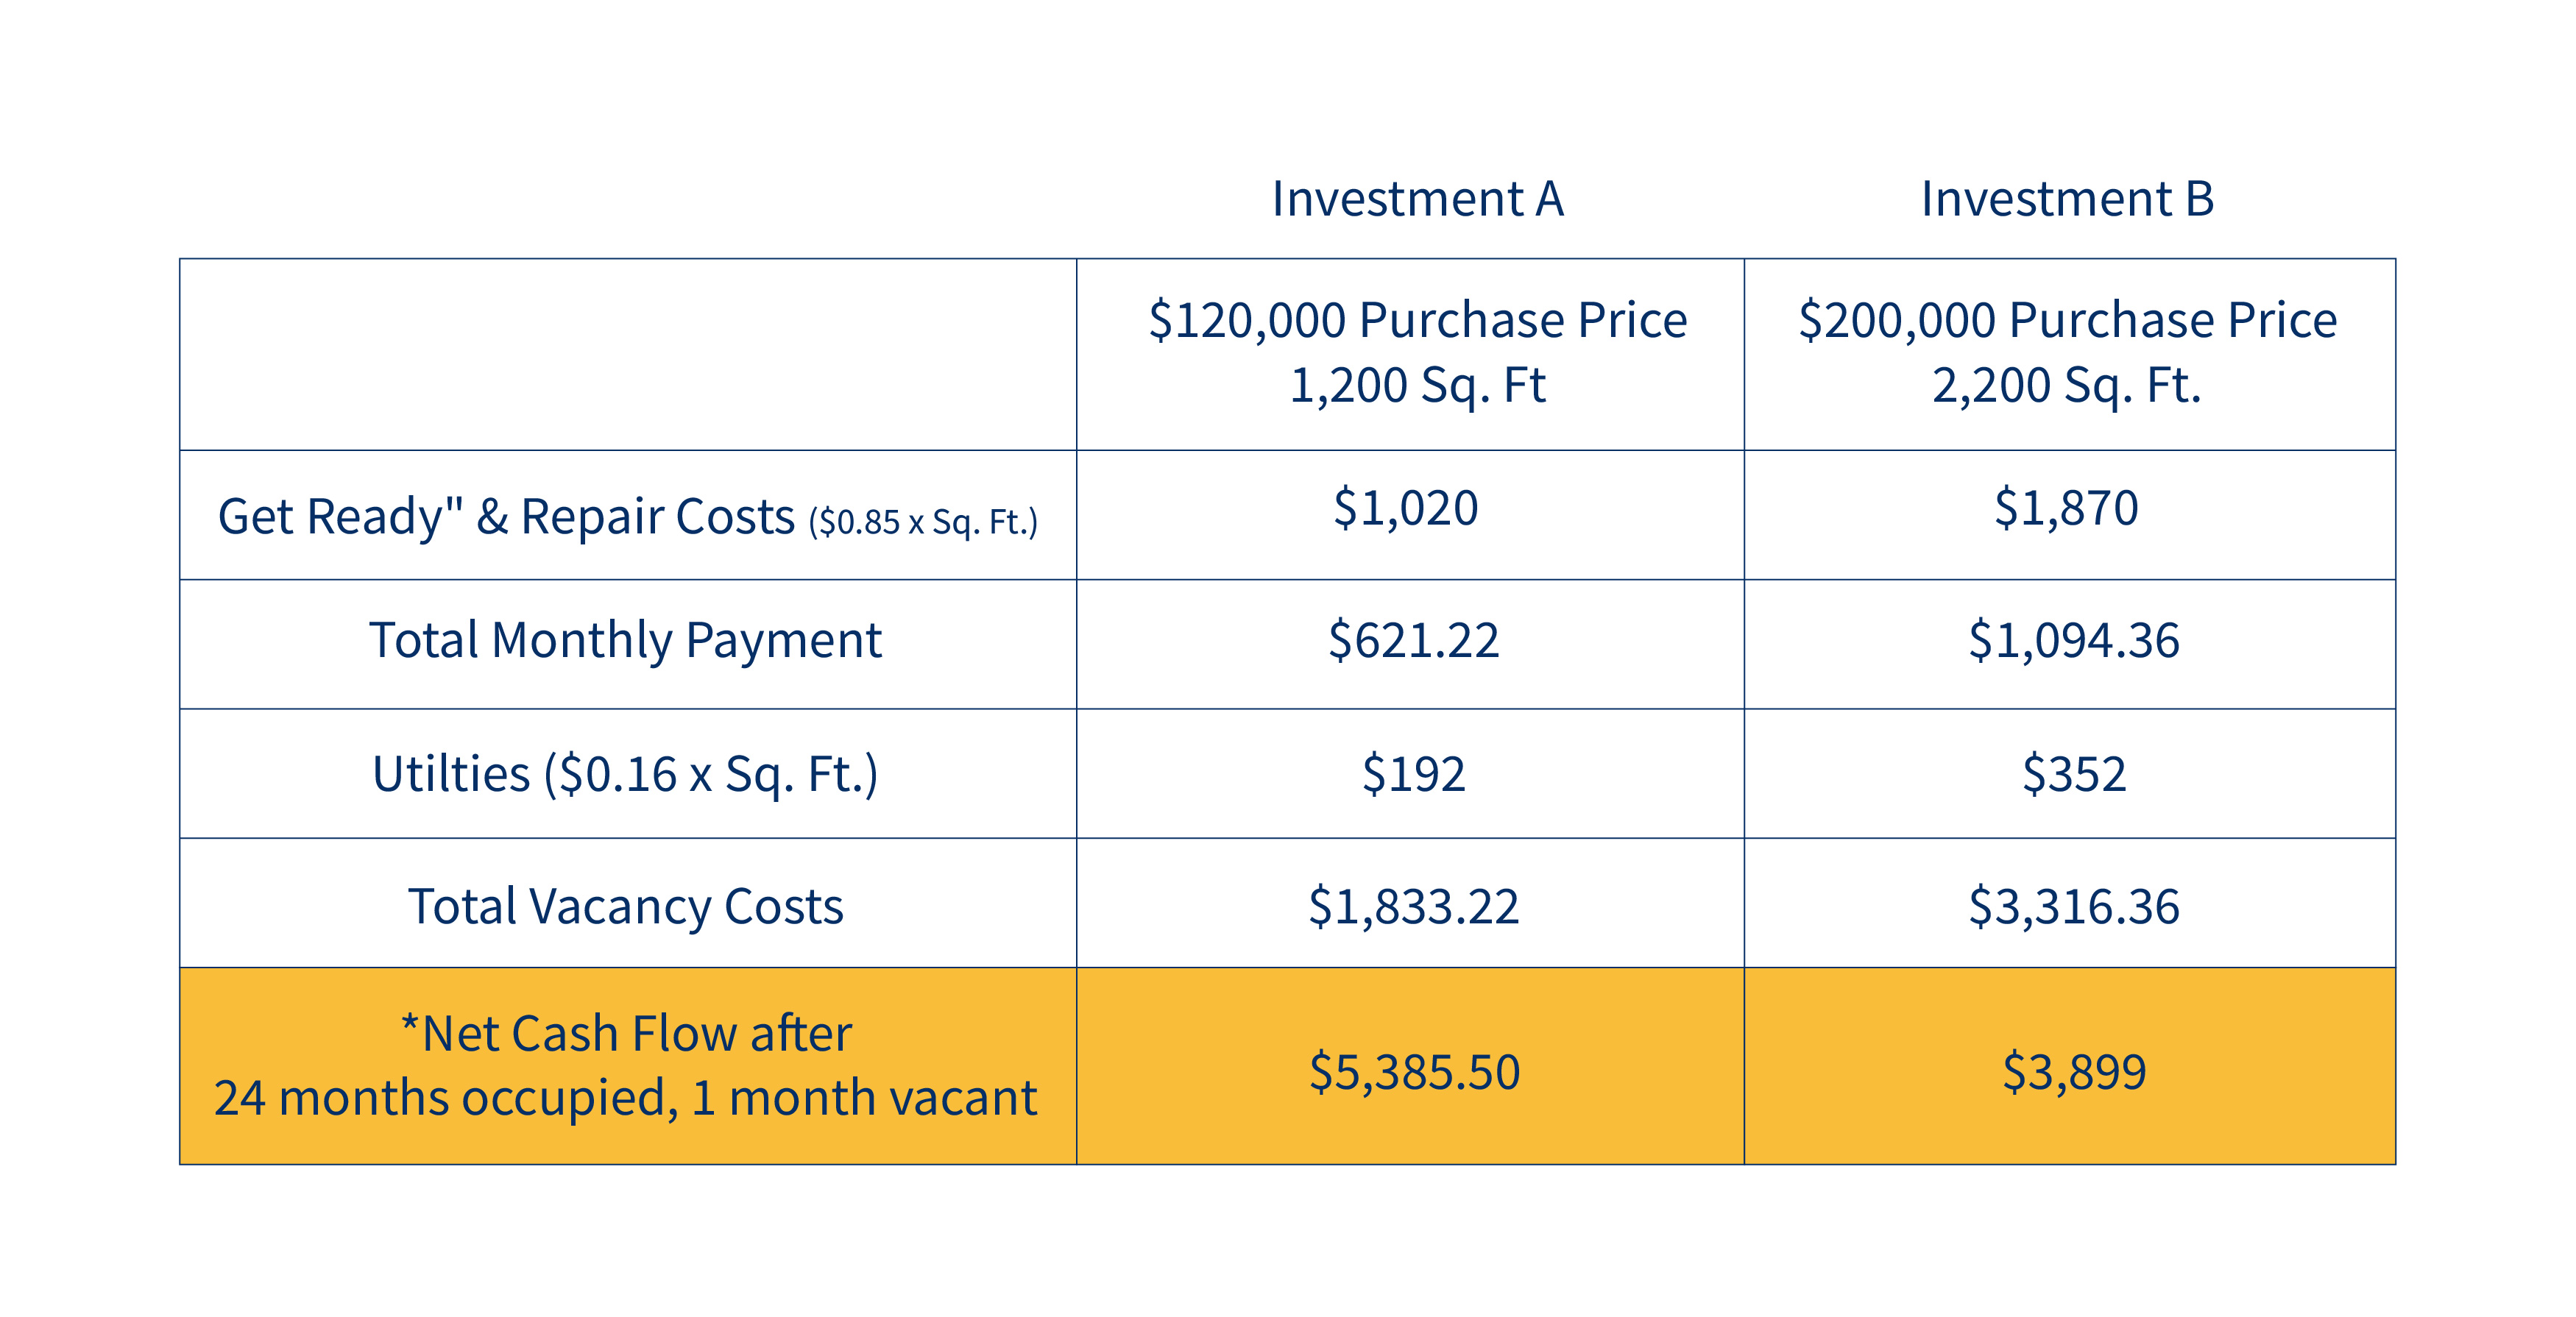 Investment A
Investment B
$120,000 Purchase Price
1,200 Sq. Ft
$200,000 Purchase Price
2,200 Sq. Ft.
Get Ready" & Repair Costs ($0.85 x Sq. Ft.)
$1,020
$1,870
Total Monthly Payment
$621.22
$1,094.36
Utilties ($0.16 x Sq. Ft.)
$192
$352
Total Vacancy Costs
$1,833.22
$3,316.36
*Net Cash Flow after
24 months occupied, 1 month vacant
$5,385.50
$3,899